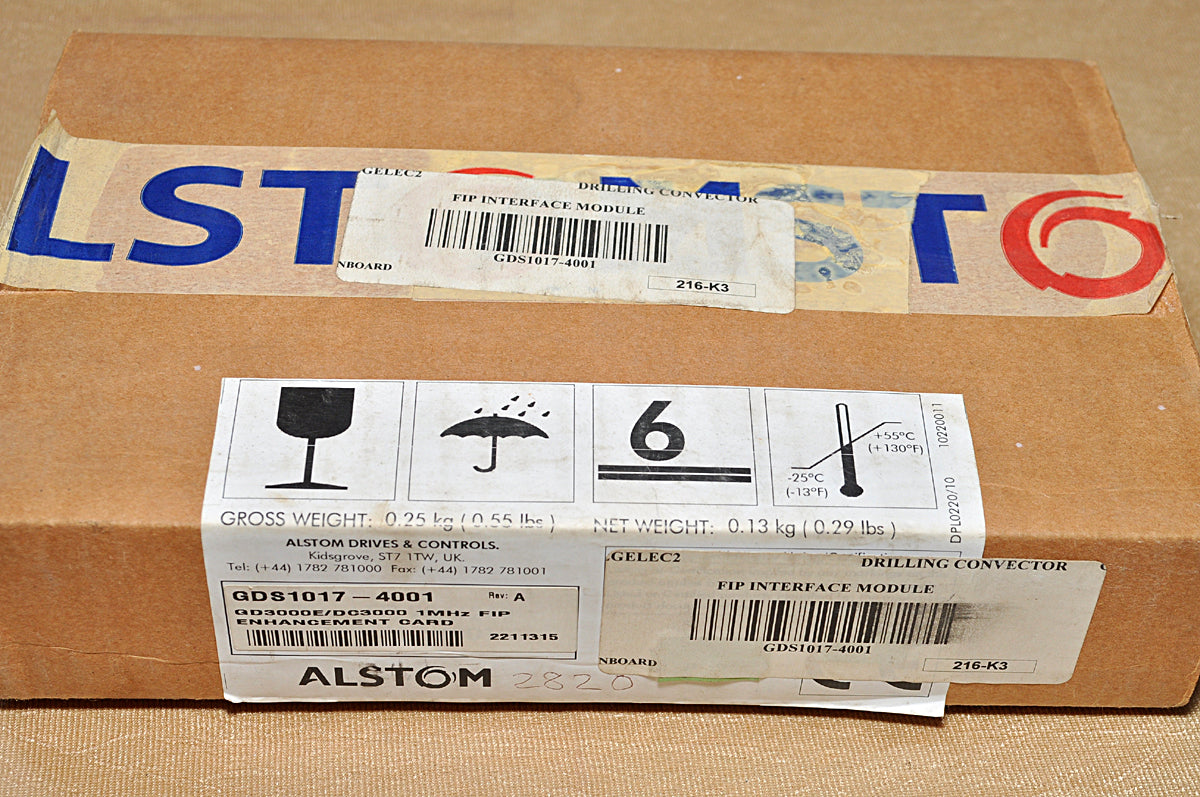 LSTO
GELEC2
DRILLING CONVECTOR
FIP INTERFACE MODULE
GDS1017-4001
NBOARD
216-K3
STO
6
+55°C
(+130°F)
-25°C
(-13°F)
DPL0220/10 10220011
GROSS WEIGHT: 0.25 kg ( 0.55 lbs ) NET WEIGHT: 0.13 kg ( 0.29 lbs )
ALSTOM DRIVES & CONTROLS.
Kidsgrove, ST7 1TW, UK.
Tel: (+44) 1782 781000 Fax: (+44) 1782 781001
GDS1017-4001 Rev: A
GD3000E/DC3000 1MHz FIP
ENHANCEMENT CARD
2211315
ALSTOM 2820
.GELEC2 DRILLING CONVECTOR
FIP INTERFACE MODULE
GDS1017-4001
NBOARD
216-K3